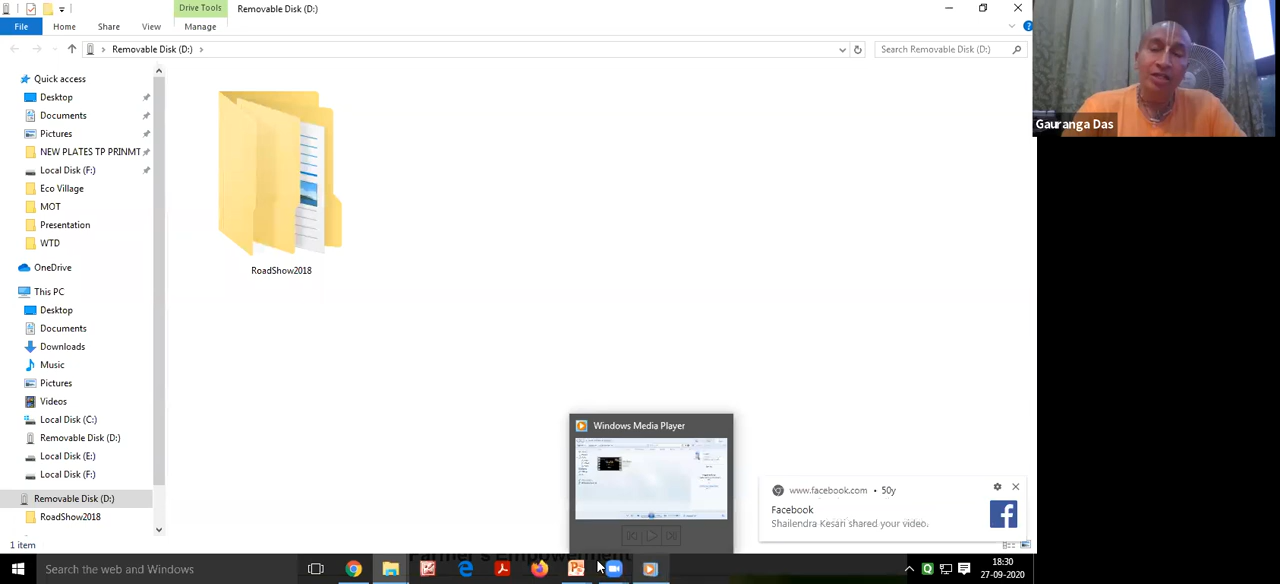 Drive Tools
Removable Disk (D:)
File
Home
Share
View
Manage
Removable Disk (D:)
Search Removable Disk (D:)
Gauranga Das
Quick access
Desktop
Documents
Pictures
NEW PLATES TP PRINMT
Local Disk (F:)
Eco Village
MOT
Presentation
WTD
OneDrive
This PC
Desktop
Documents
Downloads
Music
Pictures
Videos
Local Disk (C:)
Removable Disk (D:)
Local Disk (E:)
Local Disk (F:)
Removable Disk (D:)
RoadShow2018
RoadShow2018
Windows Media Player
www.facebook.com • 50y
Facebook
Shailendra Kesari shared your video.
1 item
Farmer's Empowerment
Search the web and Windows
18:30
27-09-2020